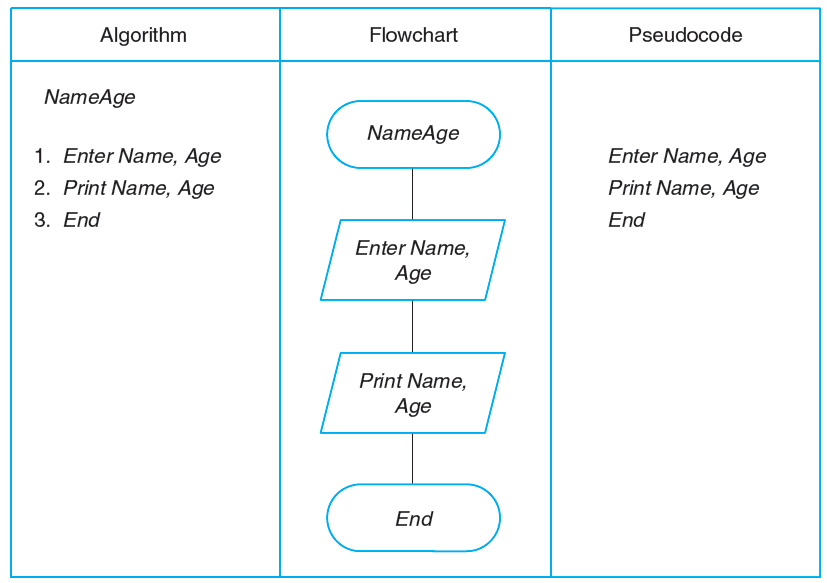 Algorithm
Flowchart
Pseudocode
NameAge
1. Enter Name, Age
2. Print Name, Age
3. End
NameAge
Enter Name,
Age
Print Name,
Age
End
Enter Name, Age
Print Name, Age
End